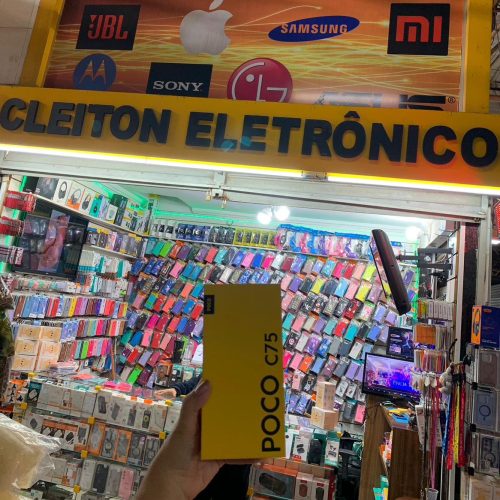 JBL
SAMSUNG
mi
SONY
LG
CLEITON ELETRÔNICO
POCO C75